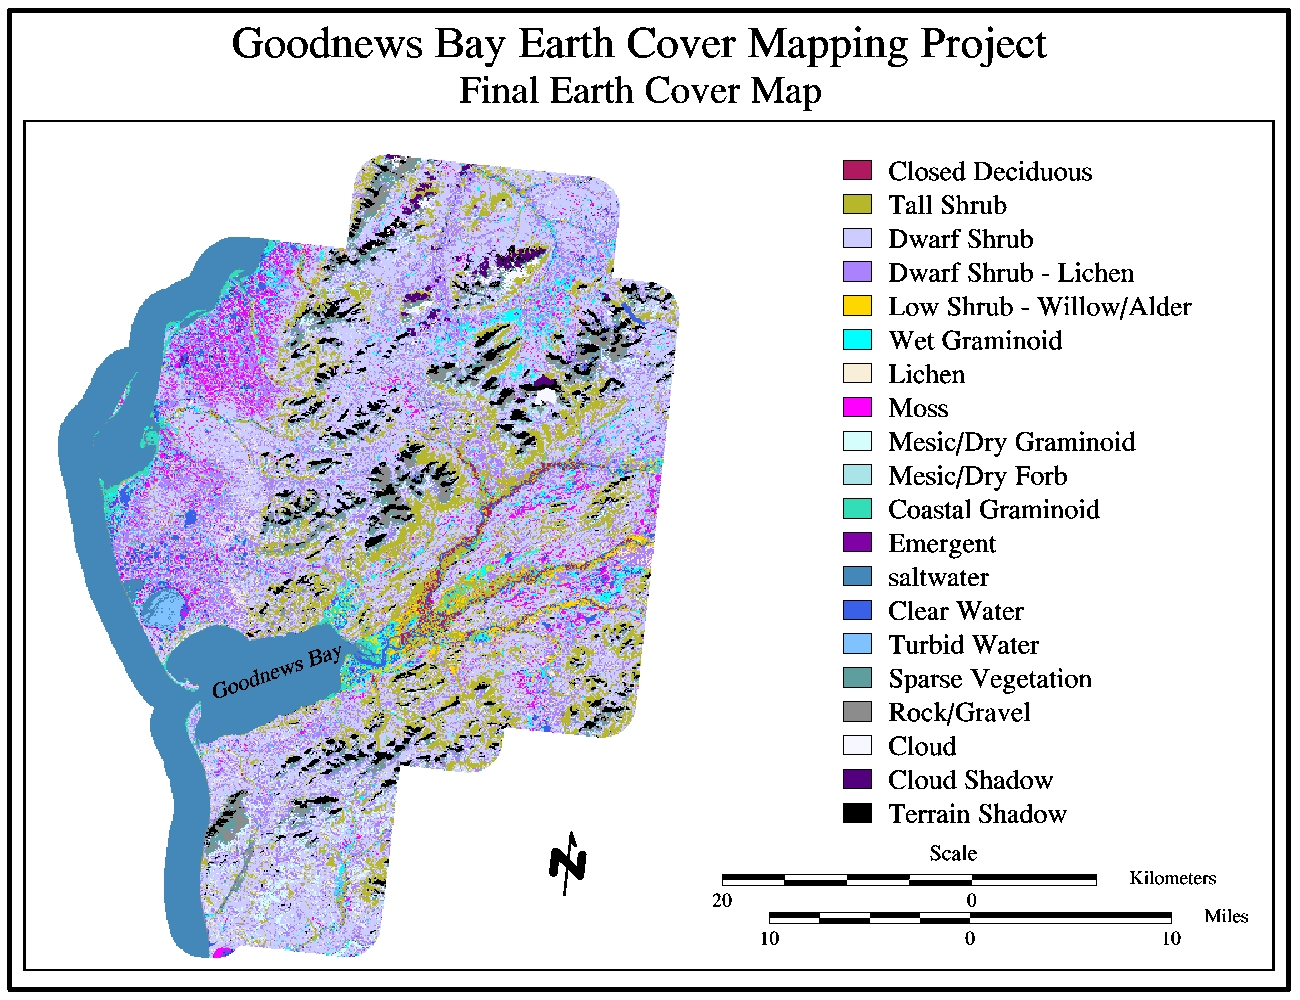 Goodnews Bay Earth Cover Mapping Project
Final Earth Cover Map
Closed Deciduous
Tall Shrub
Dwarf Shrub
Dwarf Shrub - Lichen
Low Shrub - Willow/Alder
Wet Graminoid
Lichen
Moss
Mesic/Dry Graminoid
Mesic/Dry Forb
Coastal Graminoid
Emergent
saltwater
Clear Water
Turbid Water
Sparse Vegetation
Rock/Gravel
Cloud
Cloud Shadow
Terrain Shadow
Goodnews Bay
N
Scale
Kilometers
20 0
Miles
10 0 10